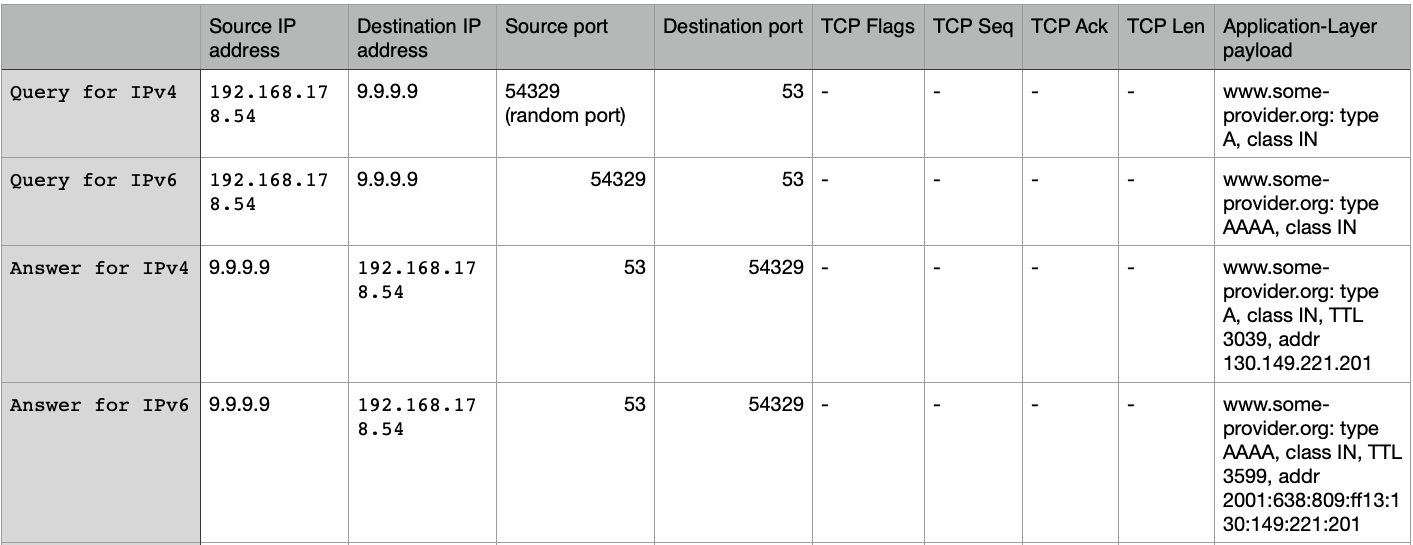 Source IP address Destination IP address Source port Destination port TCP Flags TCP Seq TCP Ack TCP Len Application-Layer payload
Query for IPv4 192.168.178.54 9.9.9.9 54329 (random port) 53 - - - - www.some-provider.org: type A, class IN
Query for IPv6 192.168.178.54 9.9.9.9 54329 53 - - - - www.some-provider.org: type AAAA, class IN
Answer for IPv4 9.9.9.9 192.168.178.54 53 54329 - - - - www.some-provider.org: type A, class IN, TTL 3039, addr 130.149.221.201
Answer for IPv6 9.9.9.9 192.168.178.54 53 54329 - - - - www.some-provider.org: type AAAA, class IN, TTL 3599, addr 2001:638:809:ff13:130:149:221:201